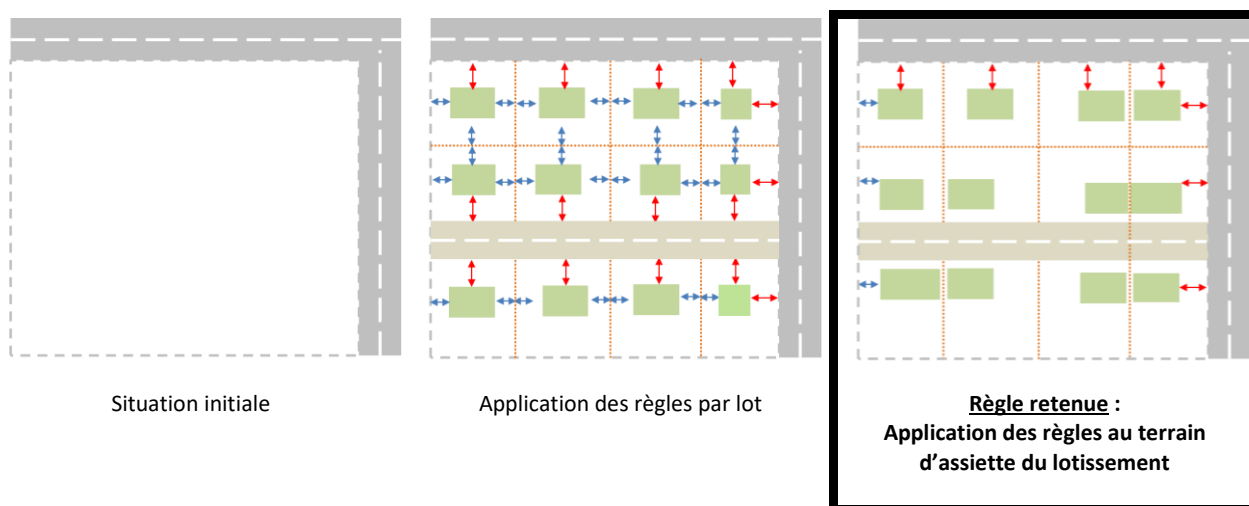 Situation initiale
Application des règles par lot
Règle retenue :
Application des règles au terrain
d’assiette du lotissement